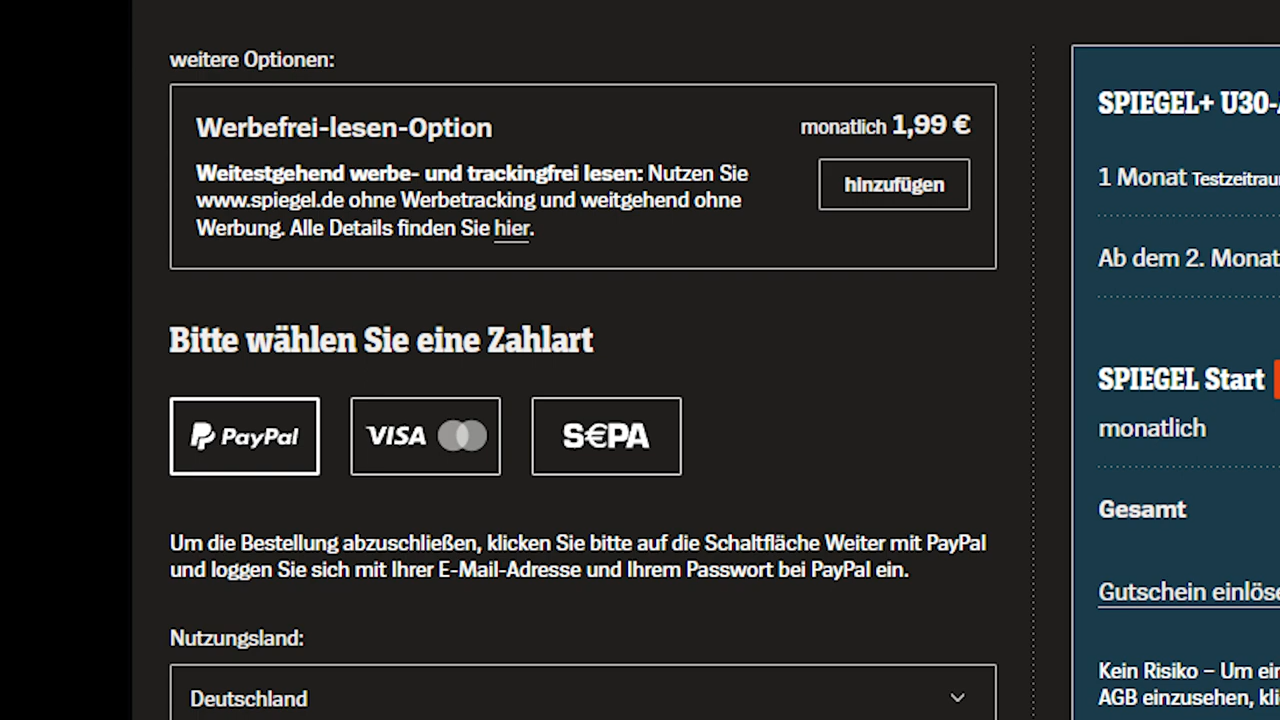 weitere Optionen:
Werbefrei-lesen-Option
monatlich 1,99 €
Weitestgehend werbe- und trackingfrei lesen: Nutzen Sie
www.spiegel.de ohne Werbetracking und weitgehend ohne
Werbung. Alle Details finden Sie hier.
hinzufügen
Bitte wählen Sie eine Zahlart
PayPal
VISA
S€PA
Um die Bestellung abzuschließen, klicken Sie bitte auf die Schaltfläche Weiter mit PayPal
und loggen Sie sich mit Ihrer E-Mail-Adresse und Ihrem Passwort bei PayPal ein.
Nutzungsland:
Deutschland
SPIEGEL+ U30-
1 Monat
Ab dem 2. Monat
SPIEGEL Start
monatlich
Gesamt
Gutschein
Kein Risiko – Um
AGB einzusehen,